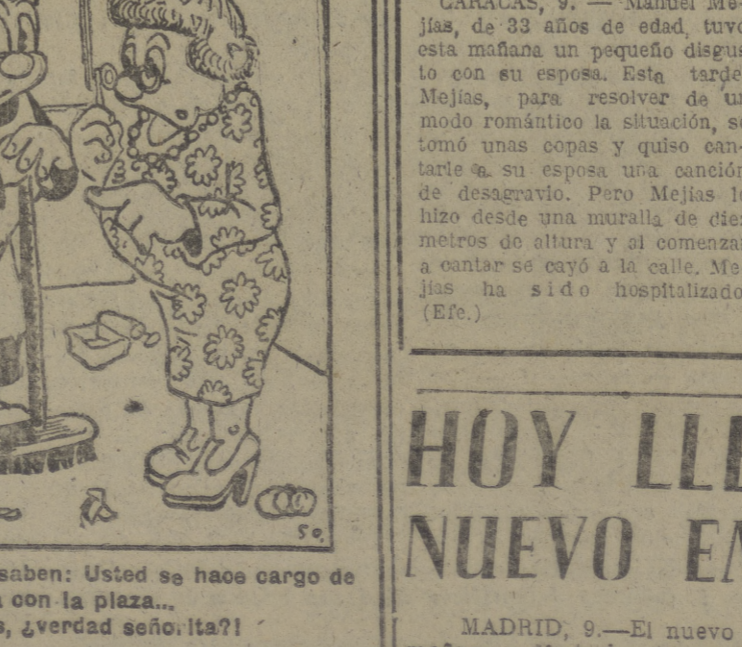 50.
saben: Usted se hace cargo de
con la plaza...
¿verdad señorita?!
CARACAS, 9. — Manuel Me-
jías, de 33 años de edad, tuvo
esta mañana un pequeño disgus
to con su esposa. Esta tarde
Mejías, para resolver de un
modo romántico la situación, se
tomó unas copas y quiso can-
tarle a su esposa una canción
de desagravio. Pero Mejías lo
hizo desde una muralla de diez
metros de altura y al comenzar
a cantar se cayó a la calle. Me-
jías ha sido hospitalizado
(Efe.)
HOY LLE
NUEVO EM
MADRID, 9.—El nuevo